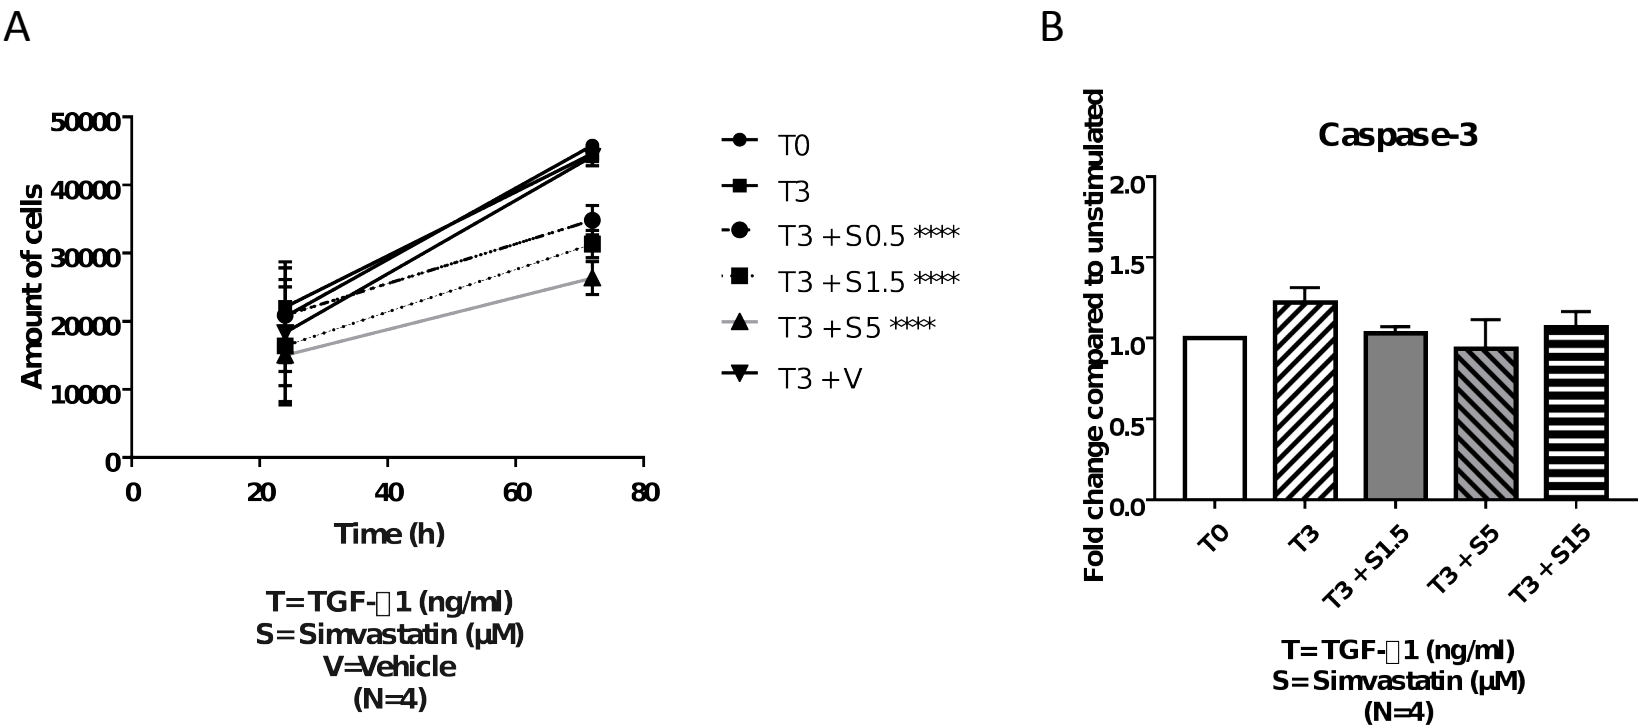 A
50000
40000
30000
20000
10000
0
Amount of cells
0 20 40 60 80
Time (h)
T0
T3
T3 + S0.5 ****
T3 + S1.5 ****
T3 + S5 ****
T3 + V
T= TGF-□1 (ng/ml)
S= Simvastatin (µM)
V=Vehicle
(N=4)
B
Caspase-3
Fold change compared to unstimulated
2.0
1.5
1.0
0.5
0.0
T0
T3
T3 + S1.5
T3 + S5
T3 + S15
T= TGF-□1 (ng/ml)
S= Simvastatin (µM)
(N=4)